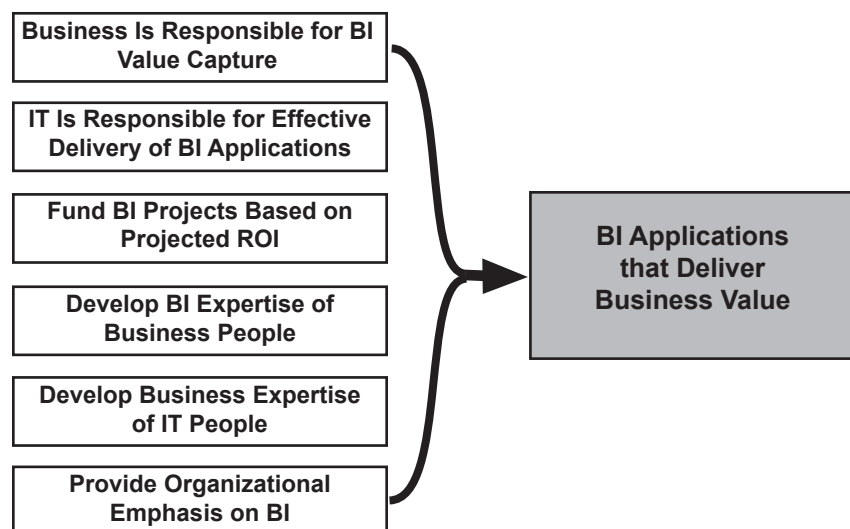 Business Is Responsible for BI
Value Capture
IT Is Responsible for Effective
Delivery of BI Applications
Fund BI Projects Based on
Projected ROI
Develop BI Expertise of
Business People
Develop Business Expertise
of IT People
Provide Organizational
Emphasis on BI
BI Applications
that Deliver
Business Value